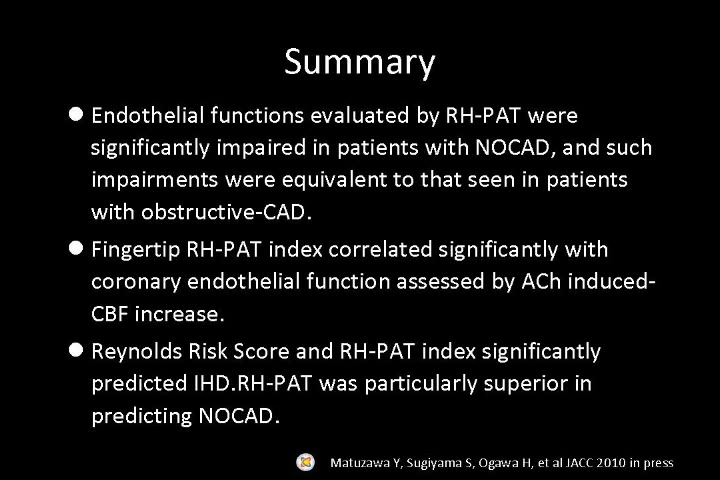 Summary
● Endothelial functions evaluated by RH-PAT were
significantly impaired in patients with NOCAD, and such
impairments were equivalent to that seen in patients
with obstructive-CAD.
● Fingertip RH-PAT index correlated significantly with
coronary endothelial function assessed by ACh induced-
CBF increase.
● Reynolds Risk Score and RH-PAT index significantly
predicted IHD.RH-PAT was particularly superior in
predicting NOCAD.
Matuzawa Y, Sugiyama S, Ogawa H, et al JACC 2010 in press